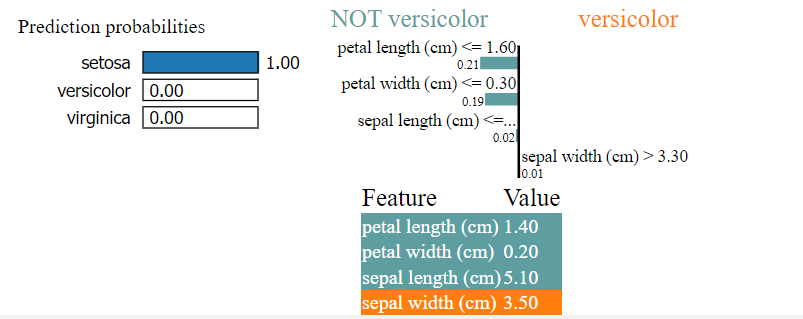 Prediction probabilities
setosa 1.00
versicolor 0.00
virginica 0.00
NOT versicolor versicolor
petal length (cm) <= 1.60
0.21
petal width (cm) <= 0.30
0.19
sepal length (cm) <=...
0.02
sepal width (cm) > 3.30
0.01
Feature Value
petal length (cm) 1.40
petal width (cm) 0.20
sepal length (cm) 5.10
sepal width (cm) 3.50